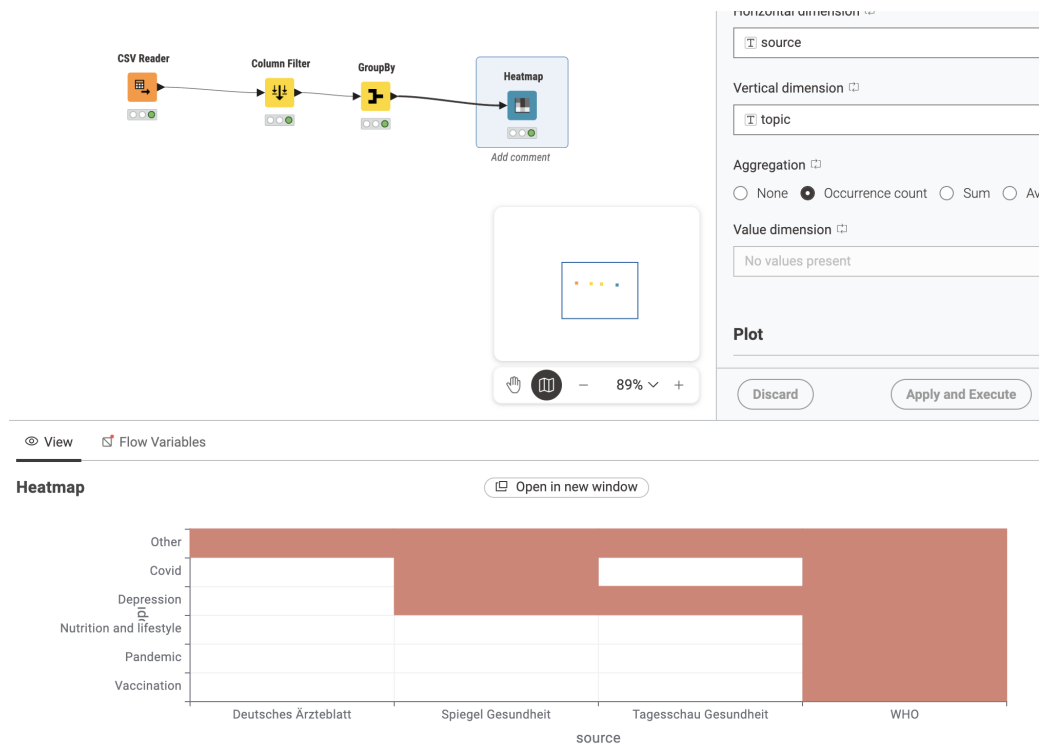 Horizontal dimension
source
CSV Reader
Column Filter
GroupBy
Heatmap
Vertical dimension
topic
Add comment
Aggregation
None Occurrence count Sum
Value dimension
No values present
Plot
89%
Discard Apply and Execute
View Flow Variables
Heatmap Open in new window
Other
Covid
Depression
Nutrition and lifestyle
Pandemic
Vaccination
Deutsches Ärzteblatt Spiegel Gesundheit Tagesschau Gesundheit WHO
source